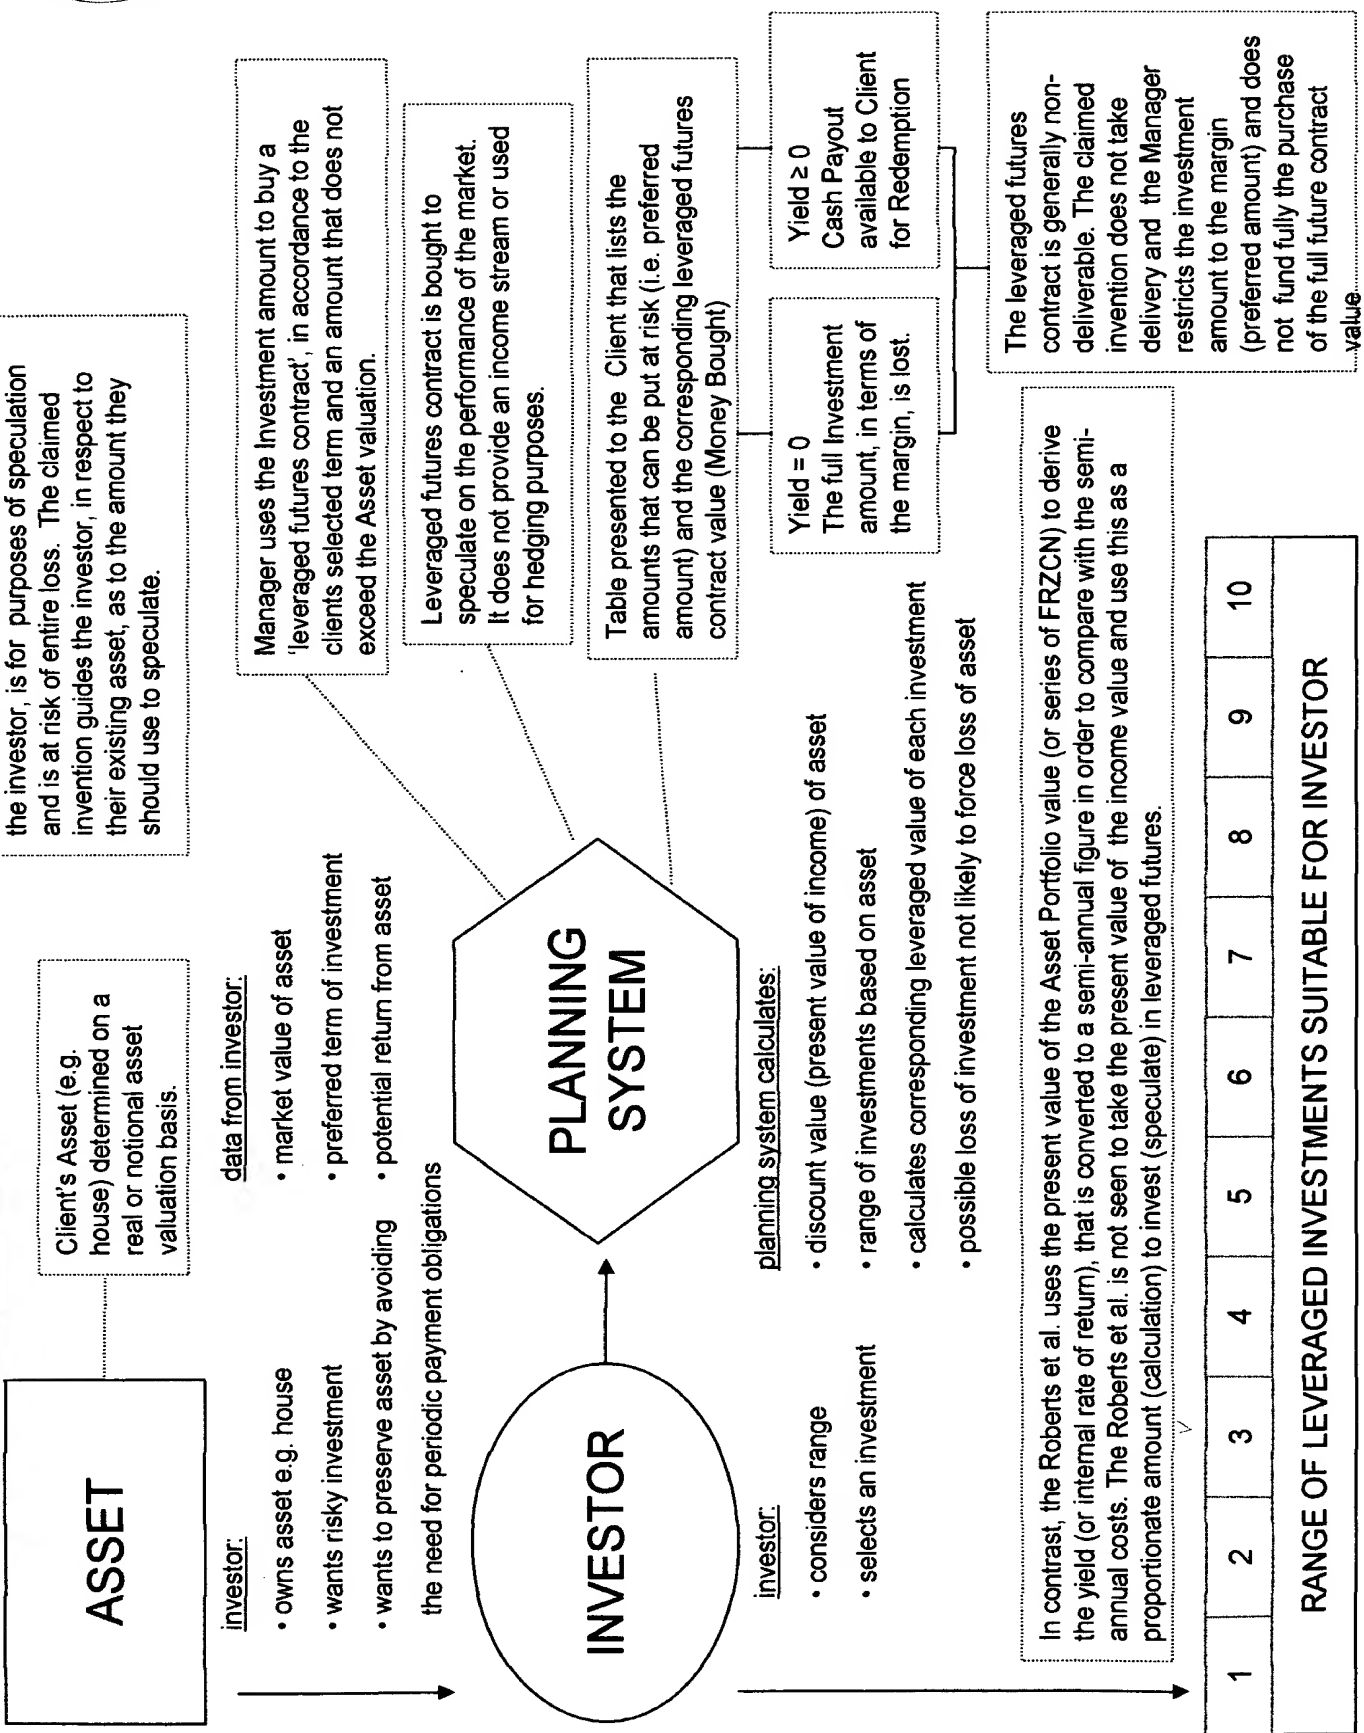 the investor, is for purposes of speculation
and is at risk of entire loss. The claimed
invention guides the investor, in respect to
their existing asset, as to the amount they
should use to speculate.
ASSET
Client's Asset (e.g.
house) determined on a
real or notional asset
valuation basis.
investor:
• owns asset e.g. house
• wants risky investment
• wants to preserve asset by avoiding
the need for periodic payment obligations
data from investor:
• market value of asset
• preferred term of investment
• potential return from asset
Manager uses the Investment amount to buy a
'leveraged futures contract', in accordance to the
clients selected term and an amount that does not
exceed the Asset valuation.
Leveraged futures contract is bought to
speculate on the performance of the market.
It does not provide an income stream or used
for hedging purposes.
INVESTOR
PLANNING
SYSTEM
Table presented to the Client that lists the
amounts that can be put at risk (i.e. preferred
amount) and the corresponding leveraged futures
contract value (Money Bought)
investor:
• considers range
• selects an investment
planning system calculates:
• discount value (present value of income) of asset
• range of investments based on asset
• calculates corresponding leveraged value of each investment
• possible loss of investment not likely to force loss of asset
Yield = 0
The full Investment
amount, in terms of
the margin, is lost.
Yield ≥ 0
Cash Payout
available to Client
for Redemption
The leveraged futures
contract is generally non-
deliverable. The claimed
invention does not take
delivery and the Manager
restricts the investment
amount to the margin
(preferred amount) and does
not fund fully the purchase
of the full future contract
value
In contrast, the Roberts et al. uses the present value of the Asset Portfolio value (or series of FRZCN) to derive
the yield (or internal rate of return), that is converted to a semi-annual figure in order to compare with the semi-
annual costs. The Roberts et al. is not seen to take the present value of the income value and use this as a
proportionate amount (calculation) to invest (speculate) in leveraged futures.
1 2 3 4 5 6 7 8 9 10
RANGE OF LEVERAGED INVESTMENTS SUITABLE FOR INVESTOR